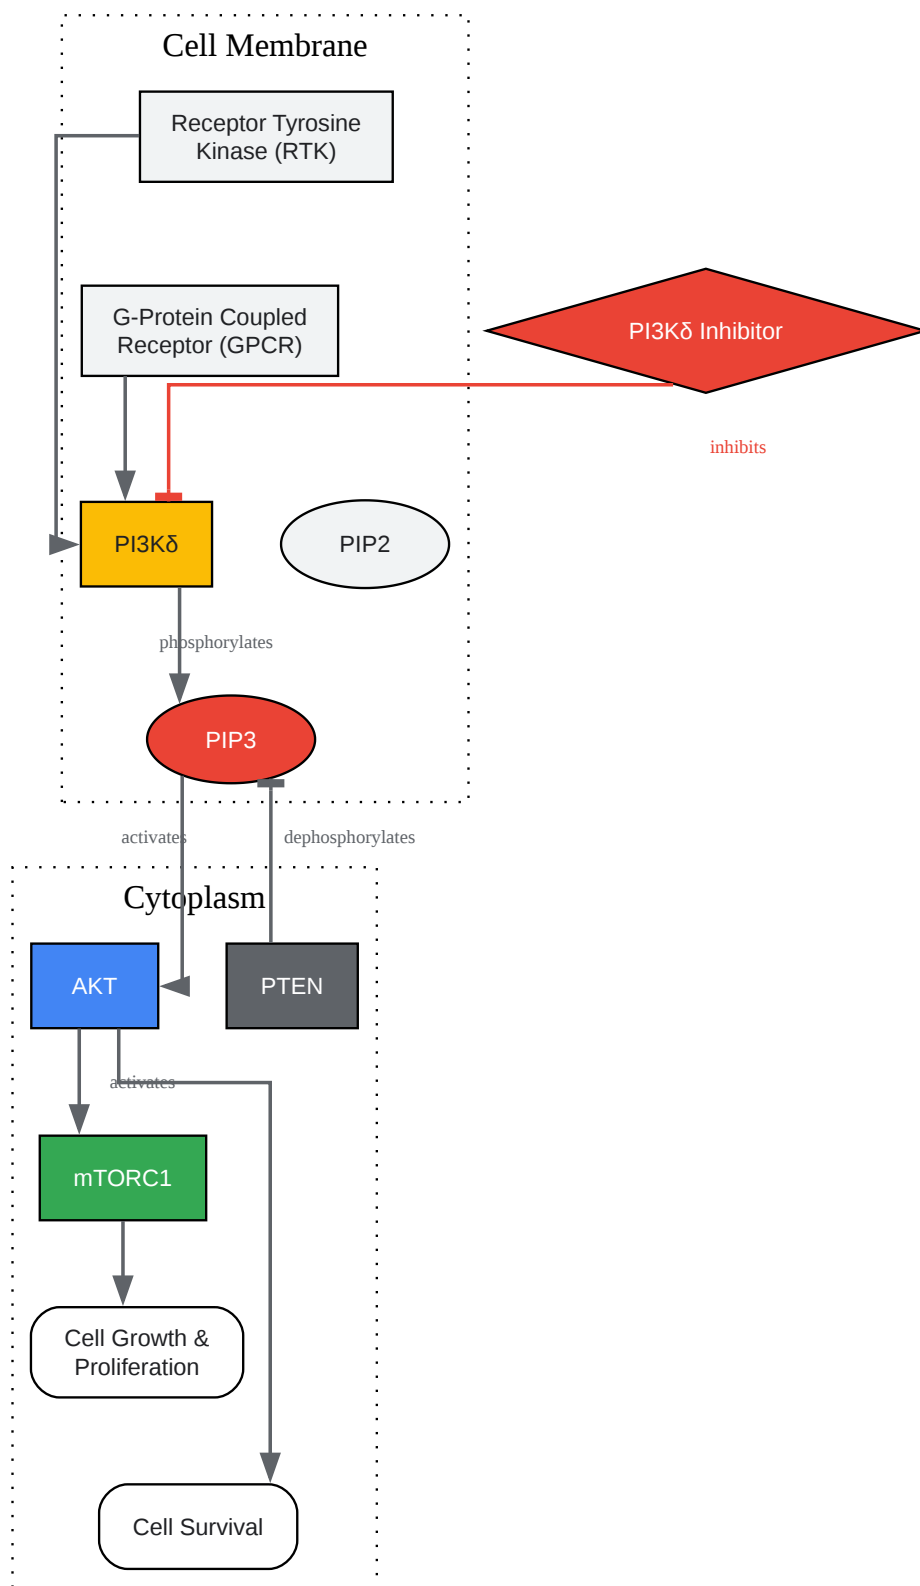 Cell Membrane
Receptor Tyrosine
Kinase (RTK)
G-Protein Coupled
Receptor (GPCR)
PI3Kδ Inhibitor
inhibits
PI3Kδ
PIP2
phosphorylates
PIP3
activates
dephosphorylates
Cytoplasm
AKT
PTEN
activates
mTORC1
Cell Growth &
Proliferation
Cell Survival